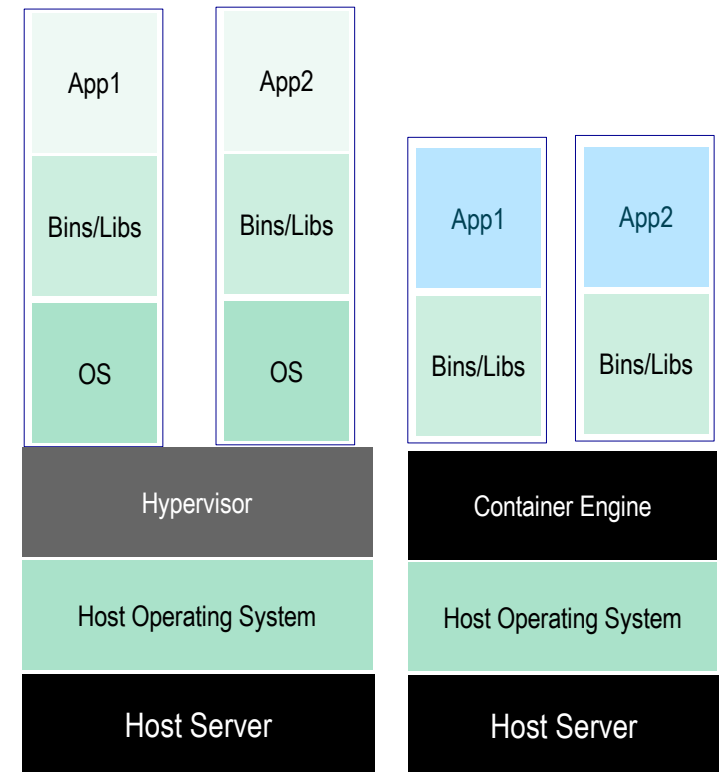 App1
Bins/Libs
OS
App2
Bins/Libs
OS
Hypervisor
Host Operating System
Host Server
App1
Bins/Libs
App2
Bins/Libs
Container Engine
Host Operating System
Host Server